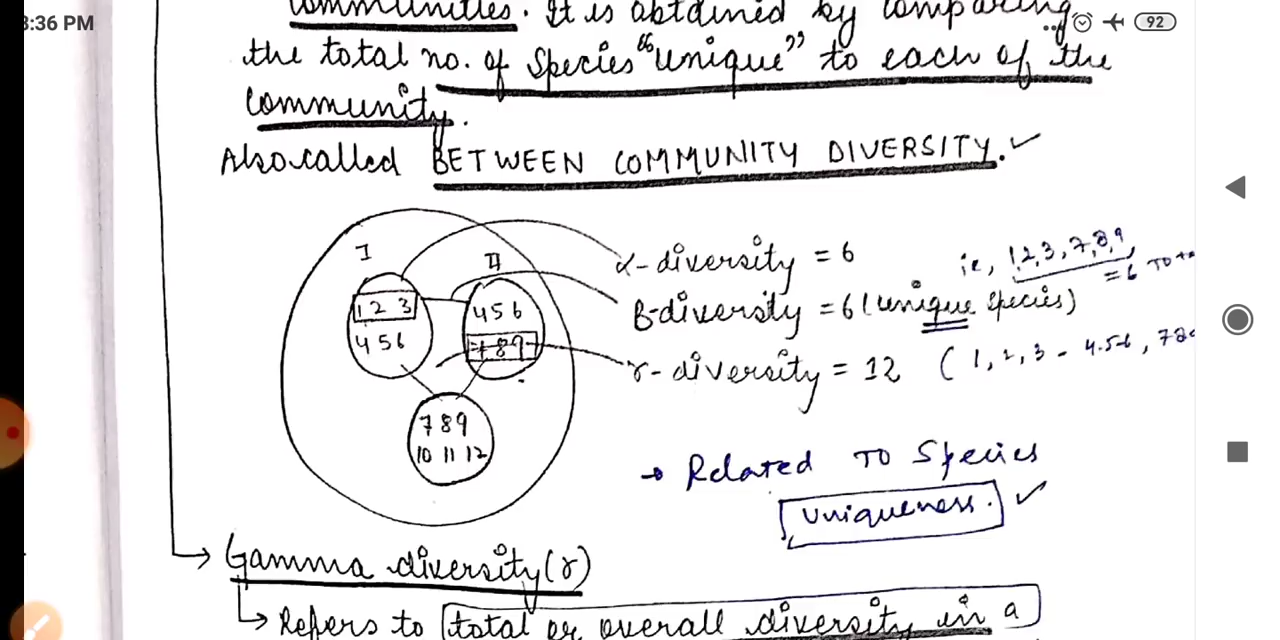 3:36 PM
92
communities. It is obtained by comparing
the total no. of species "unique" to each of the
community.
Also called BETWEEN COMMUNITY DIVERSITY. ✓
I
II
1 2 3
4 5 6
4 5 6
7 8 9
7 8 9
10 11 12
α-diversity = 6
ie, 1,2,3,7,8,9
= 6 TO
β-diversity = 6 (unique species)
γ-diversity = 12 ( 1, 2, 3 - 4.5-6, 78
→ Related TO Species
uniqueness. ✓
→ Gamma diversity (γ)
↳ Refers to total or overall diversity in a